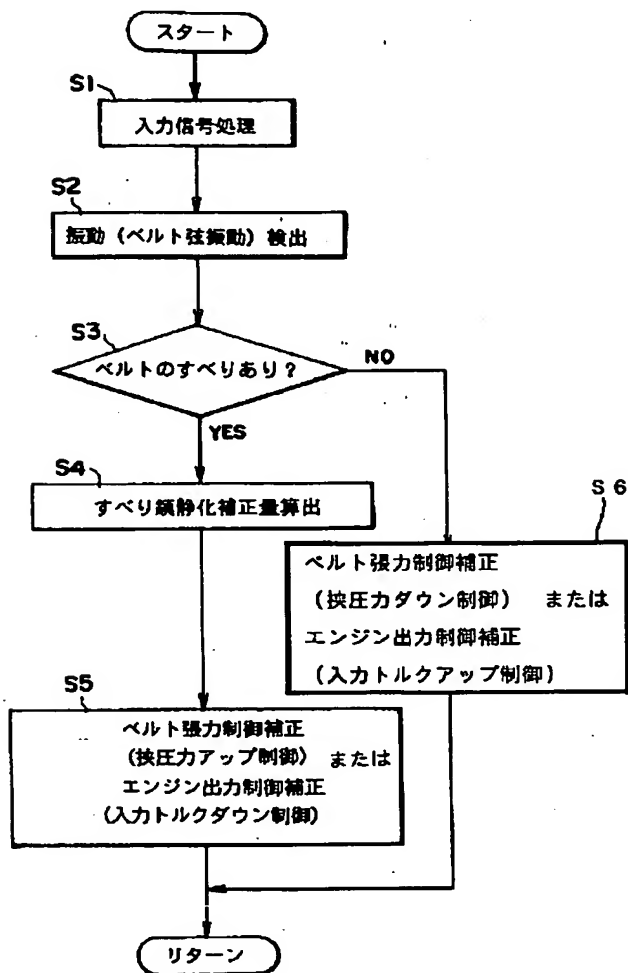 スタート
S1
入力信号処理
S2
振動(ベルト弦振動)検出
S3
ベルトのすべりあり?
NO
YES
S4
すべり鎮静化補正量算出
S6
ベルト張力制御補正
(挟圧力ダウン制御) または
エンジン出力制御補正
(入力トルクアップ制御)
S5
ベルト張力制御補正
(挟圧力アップ制御) または
エンジン出力制御補正
(入力トルクダウン制御)
リターン